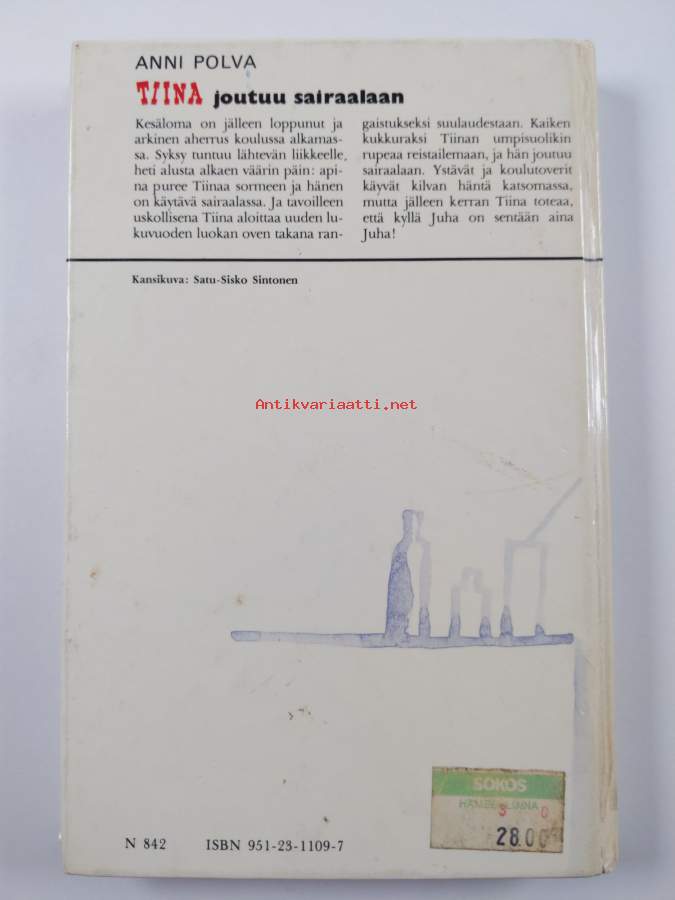 ANNI POLVA
TIINA joutuu sairaalaan
Kesäloma on jälleen loppunut ja
arkinen aherrus koulussa alkamas-
sa. Syksy tuntuu lähtevän liikkeelle
heti alusta alkaen väärin päin: api-
na puree Tiinaa sormeen ja hänen
on käytävä sairaalassa. Ja tavoilleen
uskollisena Tiina aloittaa uuden lu-
kuvuoden luokan oven takana ran-
gaistukseksi suulaudestaan. Kaiken
kukkuraksi Tiinan umpisuolikin
rupeaa reistailemaan, ja hän joutuu
sairaalaan. Ystävät ja koulutoverit
käyvät kilvan häntä katsomassa,
mutta jälleen kerran Tiina toteaa,
että kyllä Juha on sentään aina
Juha!
Kansikuva: Satu-Sisko Sintonen
Antikvariaatti.net
SOKOS
HÄMEENLINNA
3 0
28.00
N 842 ISBN 951-23-1109-7